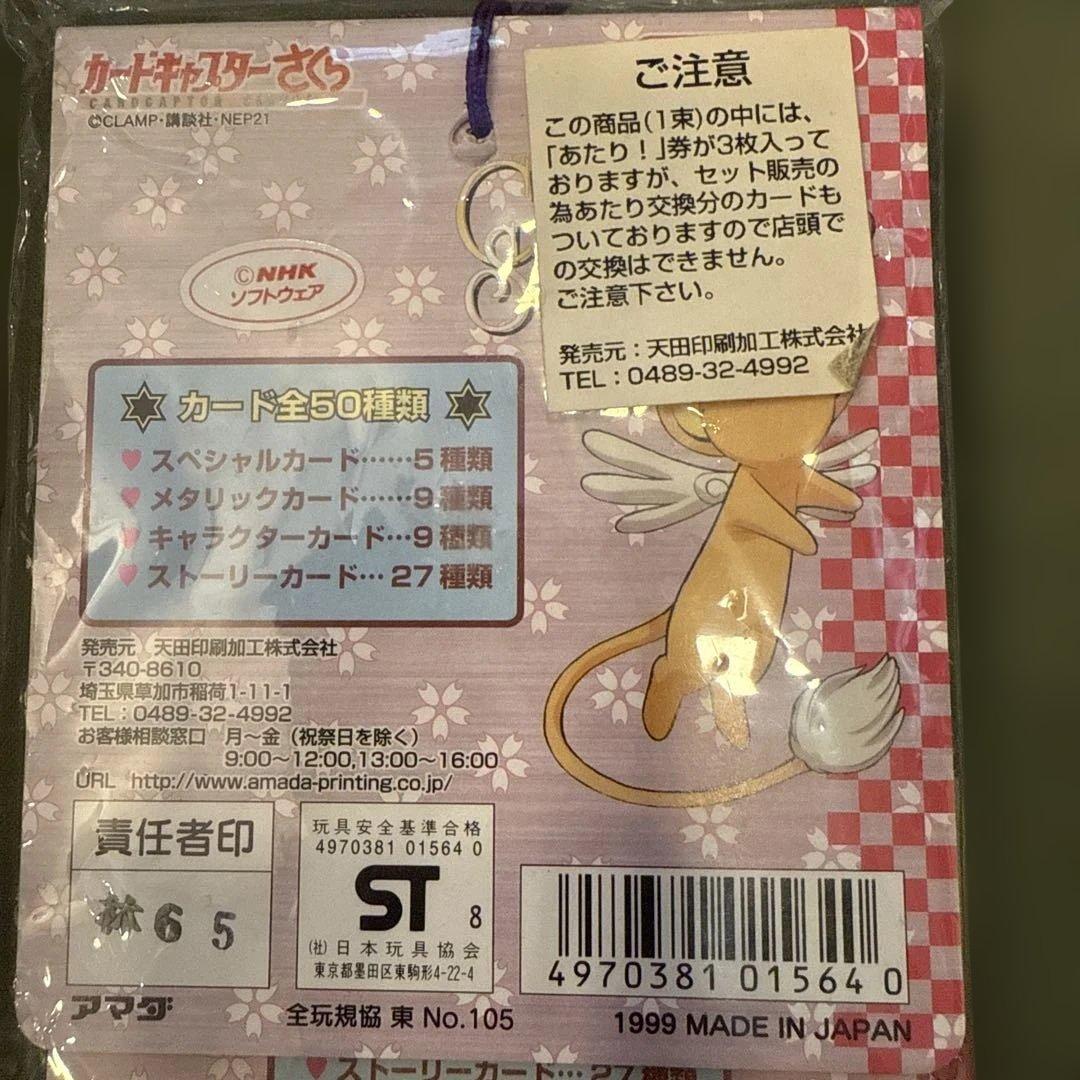 カードキャプターさくら
CARDCAPTOR
©CLAMP・講談社・NEP21
ご注意
この商品(1束)の中には、
「あたり！」券が3枚入って
おりますが、セット販売の
為あたり交換分のカードも
ついておりますので店頭で
の交換はできません。
ご注意下さい。
発売元：天田印刷加工株式会社
TEL：0489-32-4992
©NHK
ソフトウェア
カード全50種類
♥ スペシャルカード……5種類
♥ メタリックカード……9種類
♥ キャラクターカード…9種類
♥ ストーリーカード…27種類
発売元　天田印刷加工株式会社
〒340-8610
埼玉県草加市稲荷1-11-1
TEL：0489-32-4992
お客様相談窓口　月〜金（祝祭日を除く）
9:00〜12:00,13:00〜16:00
URL http://www.amada-printing.co.jp/
責任者印
65
アマダ
玩具安全基準合格
4970381 01564 0
ST 8
(社)日本玩具協会
東京都墨田区東駒形4-22-4
全玩規協 東 No.105
4970381 015640
1999 MADE IN JAPAN
ストーリーカード…27種類